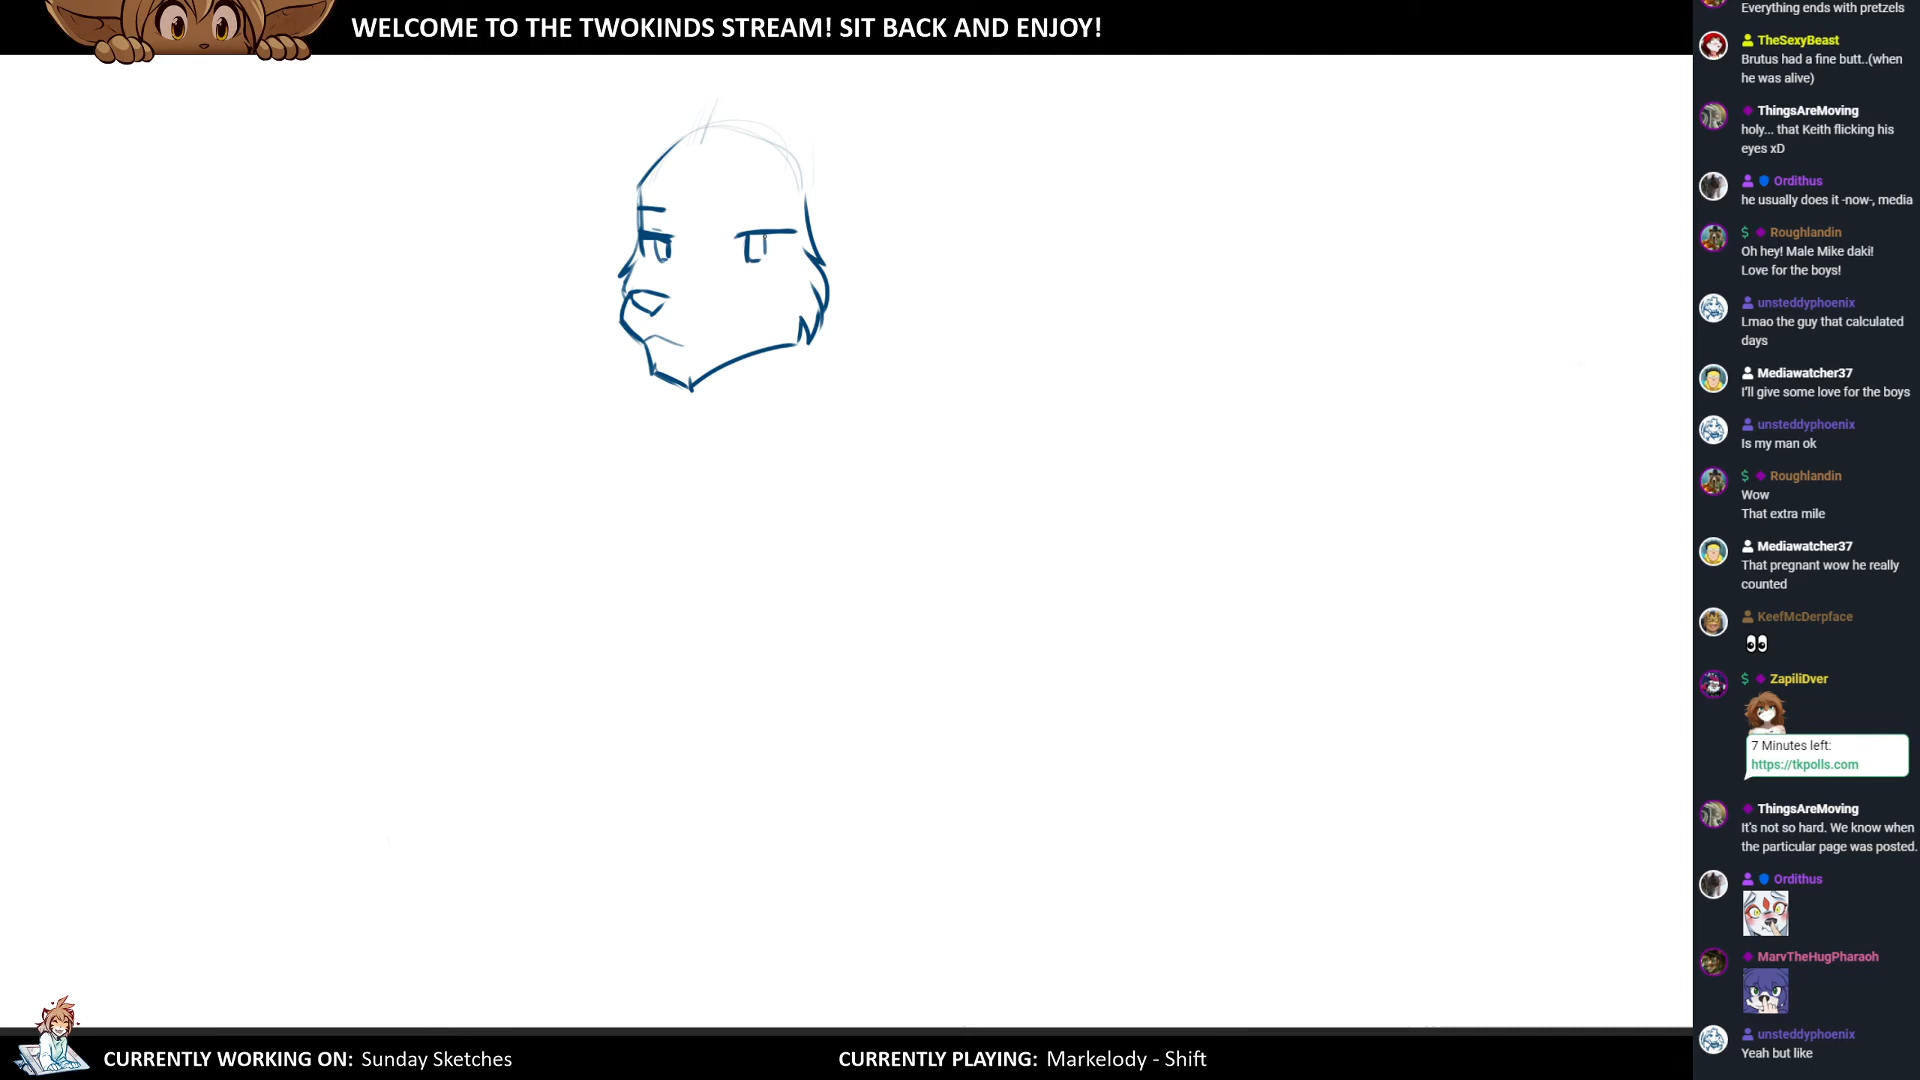 WELCOME TO THE TWOKINDS STREAM! SIT BACK AND ENJOY!
Everything ends with pretzels
TheSexyBeast
Brutus had a fine butt..(when
he was alive)
ThingsAreMoving
holy... that Keith flicking his
eyes xD
Ordithus
he usually does it -now-, media
$ Roughlandin
Oh hey! Male Mike daki!
Love for the boys!
unsteddyphoenix
Lmao the guy that calculated
days
Mediawatcher37
I'll give some love for the boys
unsteddyphoenix
Is my man ok
$ Roughlandin
Wow
That extra mile
Mediawatcher37
That pregnant wow he really
counted
KeefMcDerpface
$ ZapiliDver
7 Minutes left:
https://tkpolls.com
ThingsAreMoving
It's not so hard. We know when
the particular page was posted.
Ordithus
MarvTheHugPharaoh
unsteddyphoenix
Yeah but like
CURRENTLY WORKING ON: Sunday Sketches
CURRENTLY PLAYING: Markelody - Shift